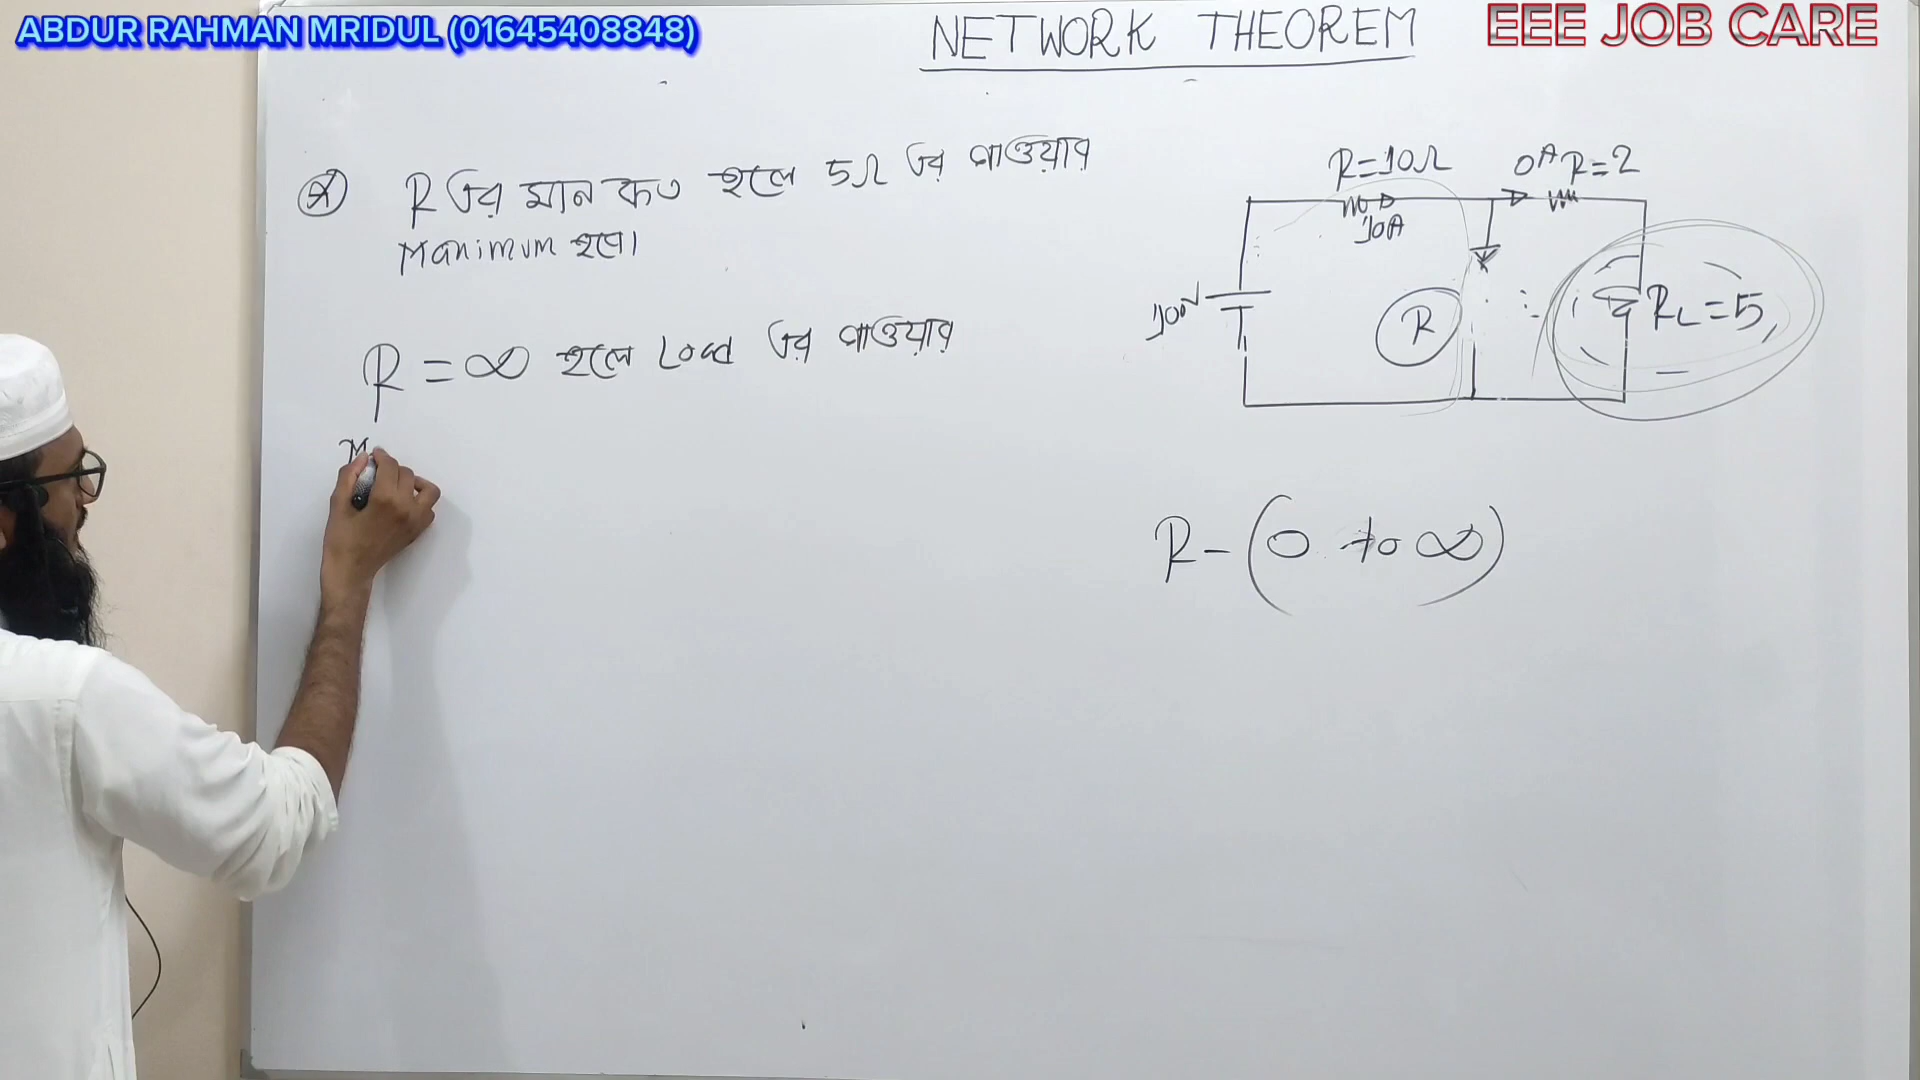 ABDUR RAHMAN MRIDUL (01645408848)
NETWORK THEOREM
EEE JOB CARE
R এর মান কত হলে 5Ω এর পাওয়ার
Maximum হবে।
R = ∞ হলে Load এর পাওয়ার
M
R=10Ω
10A
0A R=2
100V
R
RL=5
R - (0 to ∞)